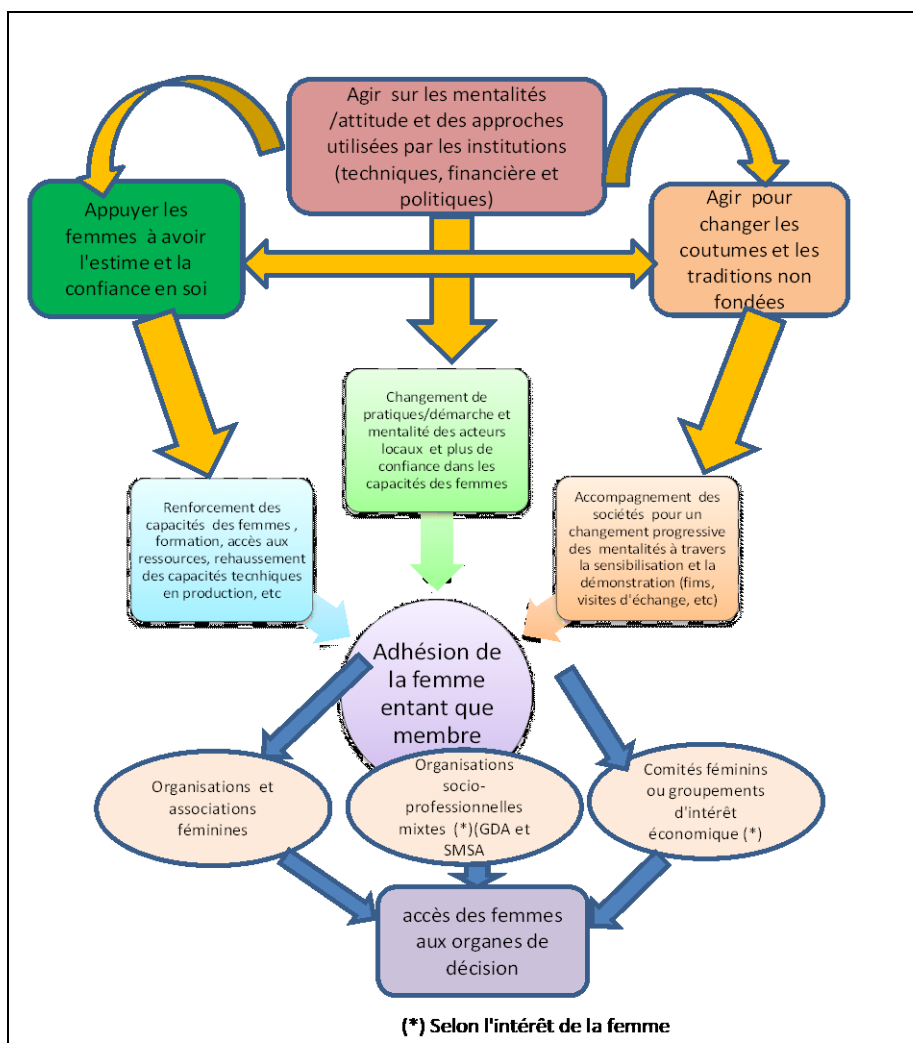 Agir sur les mentalités
/attitude et des approches
utilisées par les institutions
(techniques, financière et
politiques)
Appuyer les
femmes à avoir
l'estime et la
confiance en soi
Agir pour
changer les
coutumes et les
traditions non
fondées
Changement de
pratiques/démarche et
mentalité des acteurs
locaux et plus de
confiance dans les
capacités des femmes
Renforcement des
capacités des femmes ,
formation, accès aux
ressources, rehaussement
des capacités tecnhiques
en production, etc
Accompagnement des
sociétés pour un
changement progressive
des mentalités à travers
la sensibilisation et la
démonstration (fims,
visites d'échange, etc)
Adhésion de
la femme
entant que
membre
Organisations et
associations
féminines
Organisations
socio-
professionnelles
mixtes (*)(GDA et
SMSA
Comités féminins
ou groupements
d'intérêt
économique (*)
accès des femmes
aux organes de
décision
(*) Selon l'intérêt de la femme